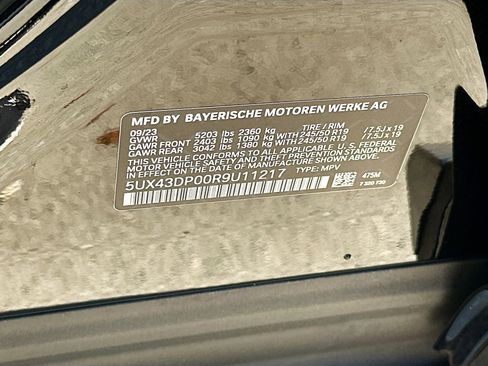 MFD BY BAYERISCHE MOTOREN WERKE AG
09/23 5203 lbs 2360 kg TIRE / RIM
GVWR
GAWR FRONT 2403 lbs 1090 kg WITH 245/50 R19 / 7.5J x 19
GAWR REAR 3042 lbs 1380 kg WITH 245/50 R19 / 7.5J x 19
THIS VEHICLE CONFORMS TO ALL APPLICABLE U. S. FEDERAL
MOTOR VEHICLE SAFETY, BUMPER, AND THEFT PREVENTION STANDARDS
IN EFFECT ON THE DATE OF MANUFACTURE SHOWN ABOVE.
5UX43DP00R9U11217 TYPE: MPV
475M